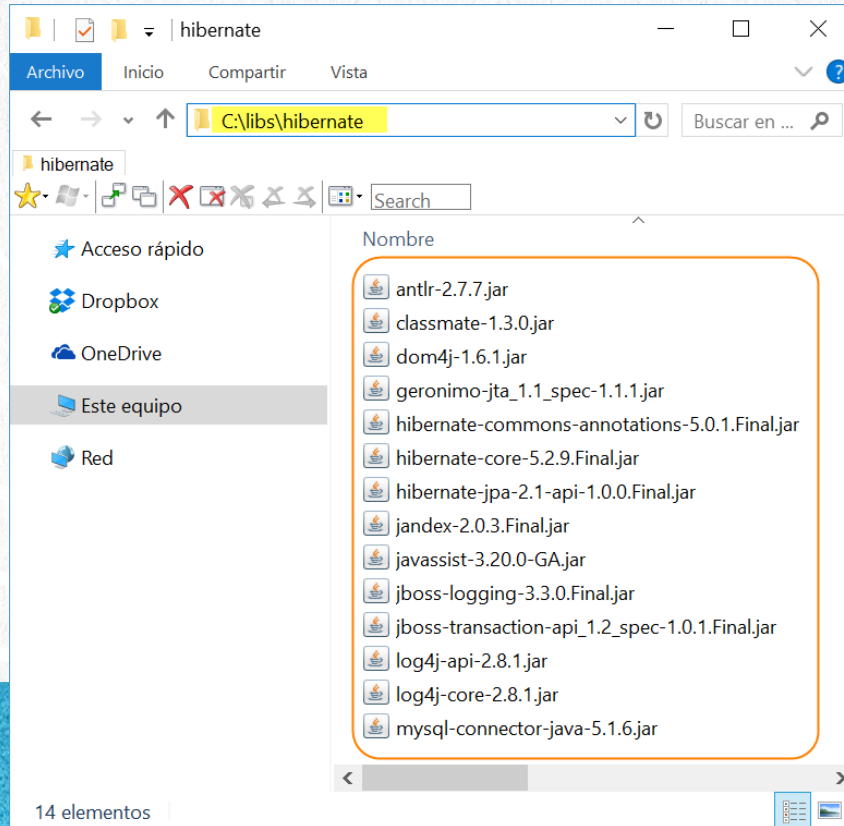 hibernate
Archivo Inicio Compartir Vista ?
C:\libs\hibernate Buscar en ...
hibernate
Search
Nombre
Acceso rápido
Dropbox
OneDrive
Este equipo
Red
antlr-2.7.7.jar
classmate-1.3.0.jar
dom4j-1.6.1.jar
geronimo-jta_1.1_spec-1.1.1.jar
hibernate-commons-annotations-5.0.1.Final.jar
hibernate-core-5.2.9.Final.jar
hibernate-jpa-2.1-api-1.0.0.Final.jar
jandex-2.0.3.Final.jar
javassist-3.20.0-GA.jar
jboss-logging-3.3.0.Final.jar
jboss-transaction-api_1.2_spec-1.0.1.Final.jar
log4j-api-2.8.1.jar
log4j-core-2.8.1.jar
mysql-connector-java-5.1.6.jar
14 elementos